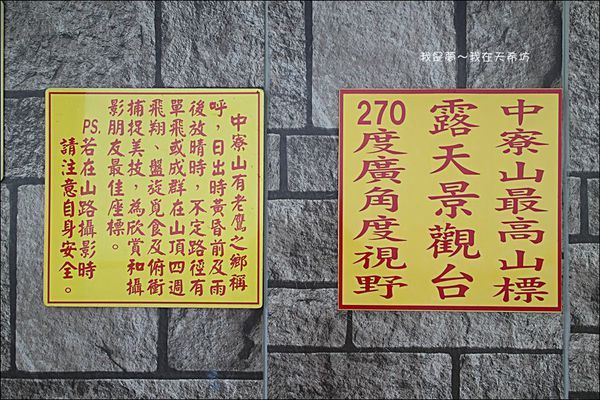 我是夢～我在天希坊
中寮山有老鷹之鄉稱
呼，日出時黃昏前及雨
後放晴時，不定路徑有
單飛或成群在山頂四週
飛翔、盤旋覓食及俯衝
捕捉美技，為欣賞和攝
影朋友最佳座標。
PS.若在山路攝影時
請注意自身安全。
中寮山最高山標
露天景觀台
270度廣角度視野